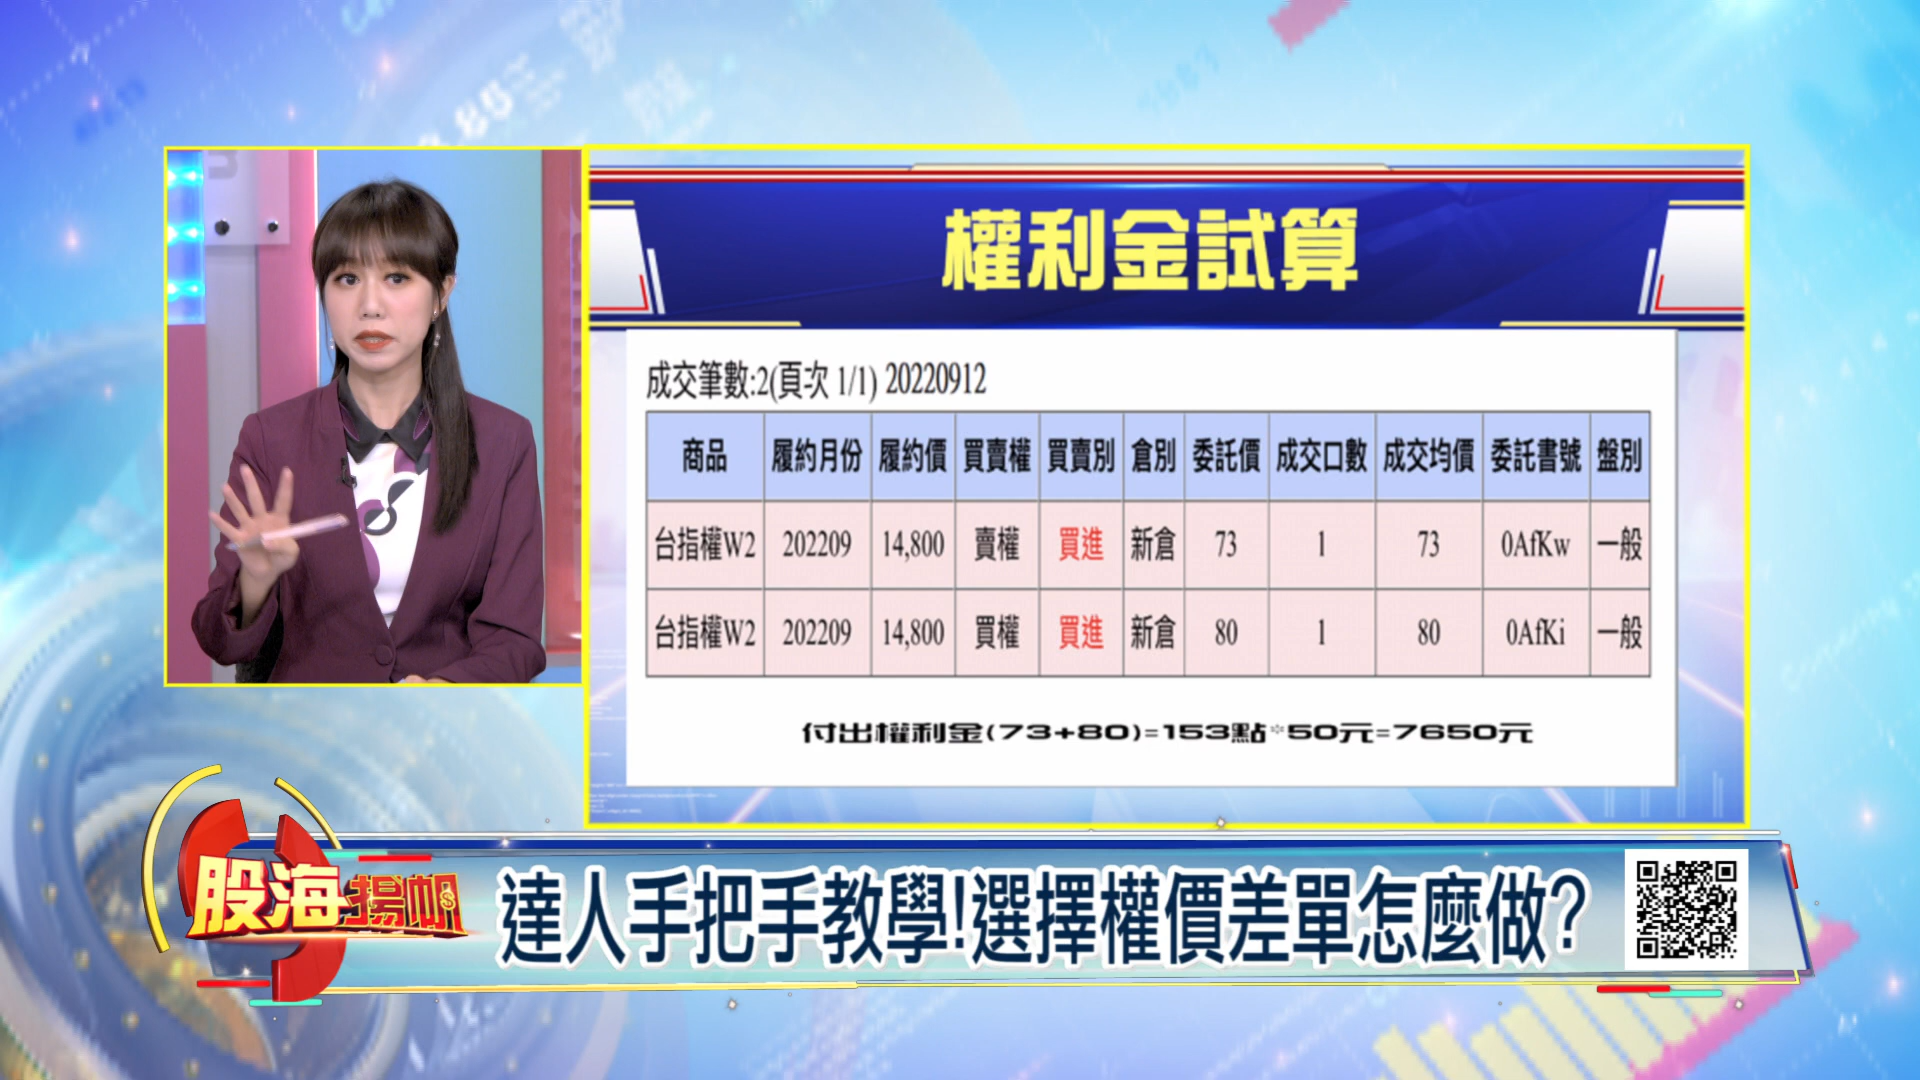 權利金試算
成交筆數:2(頁次 1/1) 20220912
商品 履約月份 履約價 買賣權 買賣別 倉別 委託價 成交口數 成交均價 委託書號 盤別
台指權W2 202209 14,800 賣權 買進 新倉 73 1 73 0AfKw 一般
台指權W2 202209 14,800 買權 買進 新倉 80 1 80 0AfKi 一般
付出權利金(73+80)=153點*50元=7650元
股海揚帆
達人手把手教學!選擇權價差單怎麼做?